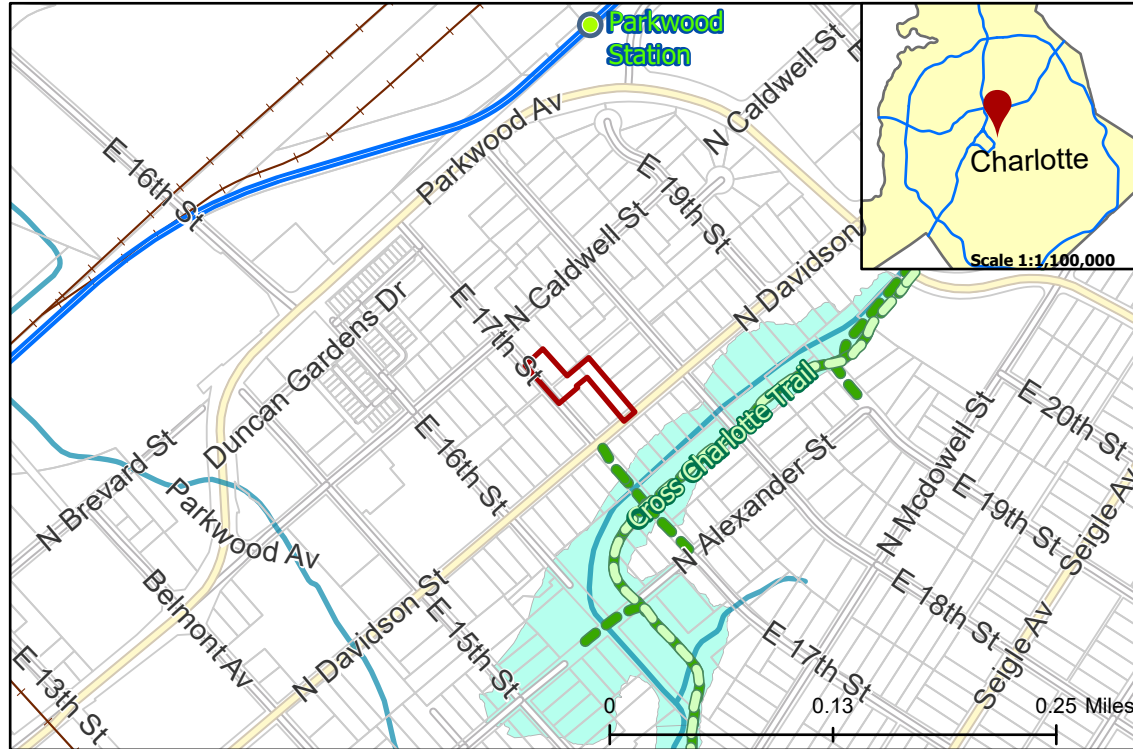 Parkwood
Station
N Caldwell St
E
Charlotte
Scale 1:1,100,000
E 16th St
Parkwood Av
E 19th St
N Caldwell St
N Davidson
E 17th St
Duncan Gardens Dr
E 16th St
Cross Charlotte Trail
E 20th St
N Brevard St
Parkwood Av
N Alexander St
N Mcdowell St
E 19th St
Seigle Av
Belmont Av
N Davidson St
E 15th St
E 18th St
E 17th St
Seigle Av
E 13th St
0
0.13
0.25 Miles